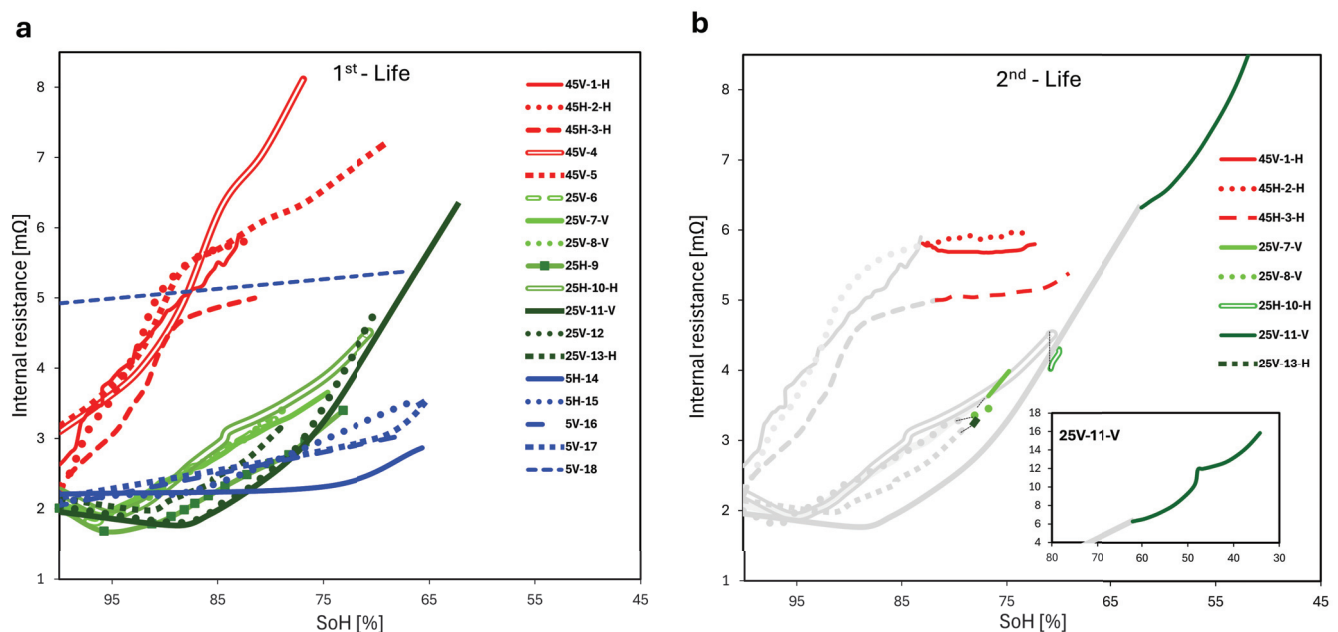 a
1st - Life
Internal resistance [mΩ]
8
7
6
5
4
3
2
1
95
85
75
65
55
45
SoH [%]
45V-1-H
45H-2-H
45H-3-H
45V-4
45V-5
25V-6
25V-7-V
25V-8-V
25H-9
25H-10-H
25V-11-V
25V-12
25V-13-H
5H-14
5H-15
5V-16
5V-17
5V-18
b
2nd - Life
Internal resistance [mΩ]
8
7
6
5
4
3
2
1
95
85
75
65
55
45
SoH [%]
45V-1-H
45H-2-H
45H-3-H
25V-7-V
25V-8-V
25H-10-H
25V-11-V
25V-13-H
25V-11-V
18
16
14
12
10
8
6
4
80
70
60
50
40
30